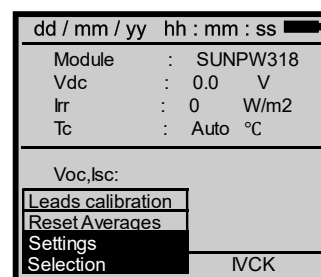 dd / mm / yy hh : mm : ss
Module : SUNPW318
Vdc : 0.0 V
Irr : 0 W/m2
Tc : Auto ℃
Voc,Isc:
Leads calibration
Reset Averages
Settings
Selection IVCK